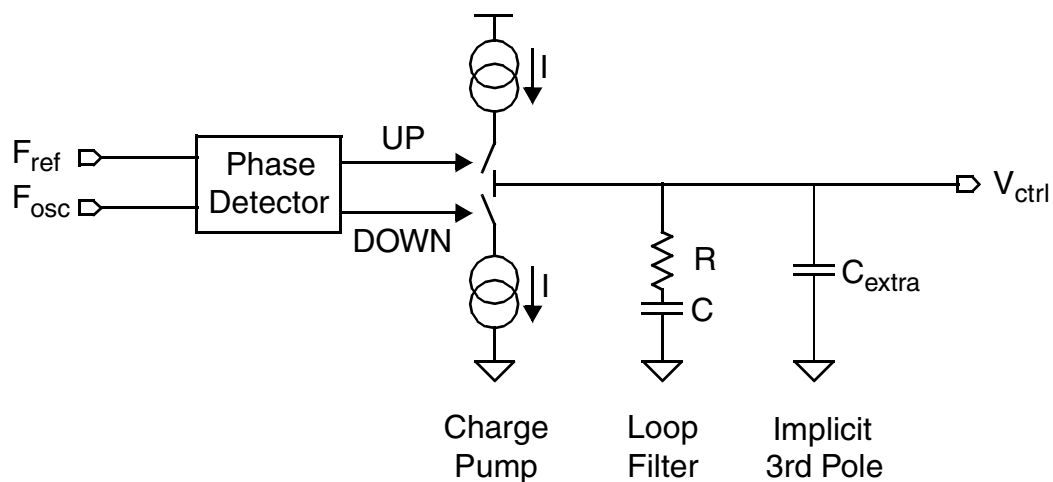 I
UP
F_ref
Phase
Detector
F_osc
V_ctrl
DOWN
R
C_extra
I
C
Charge
Pump
Loop
Filter
Implicit
3rd Pole